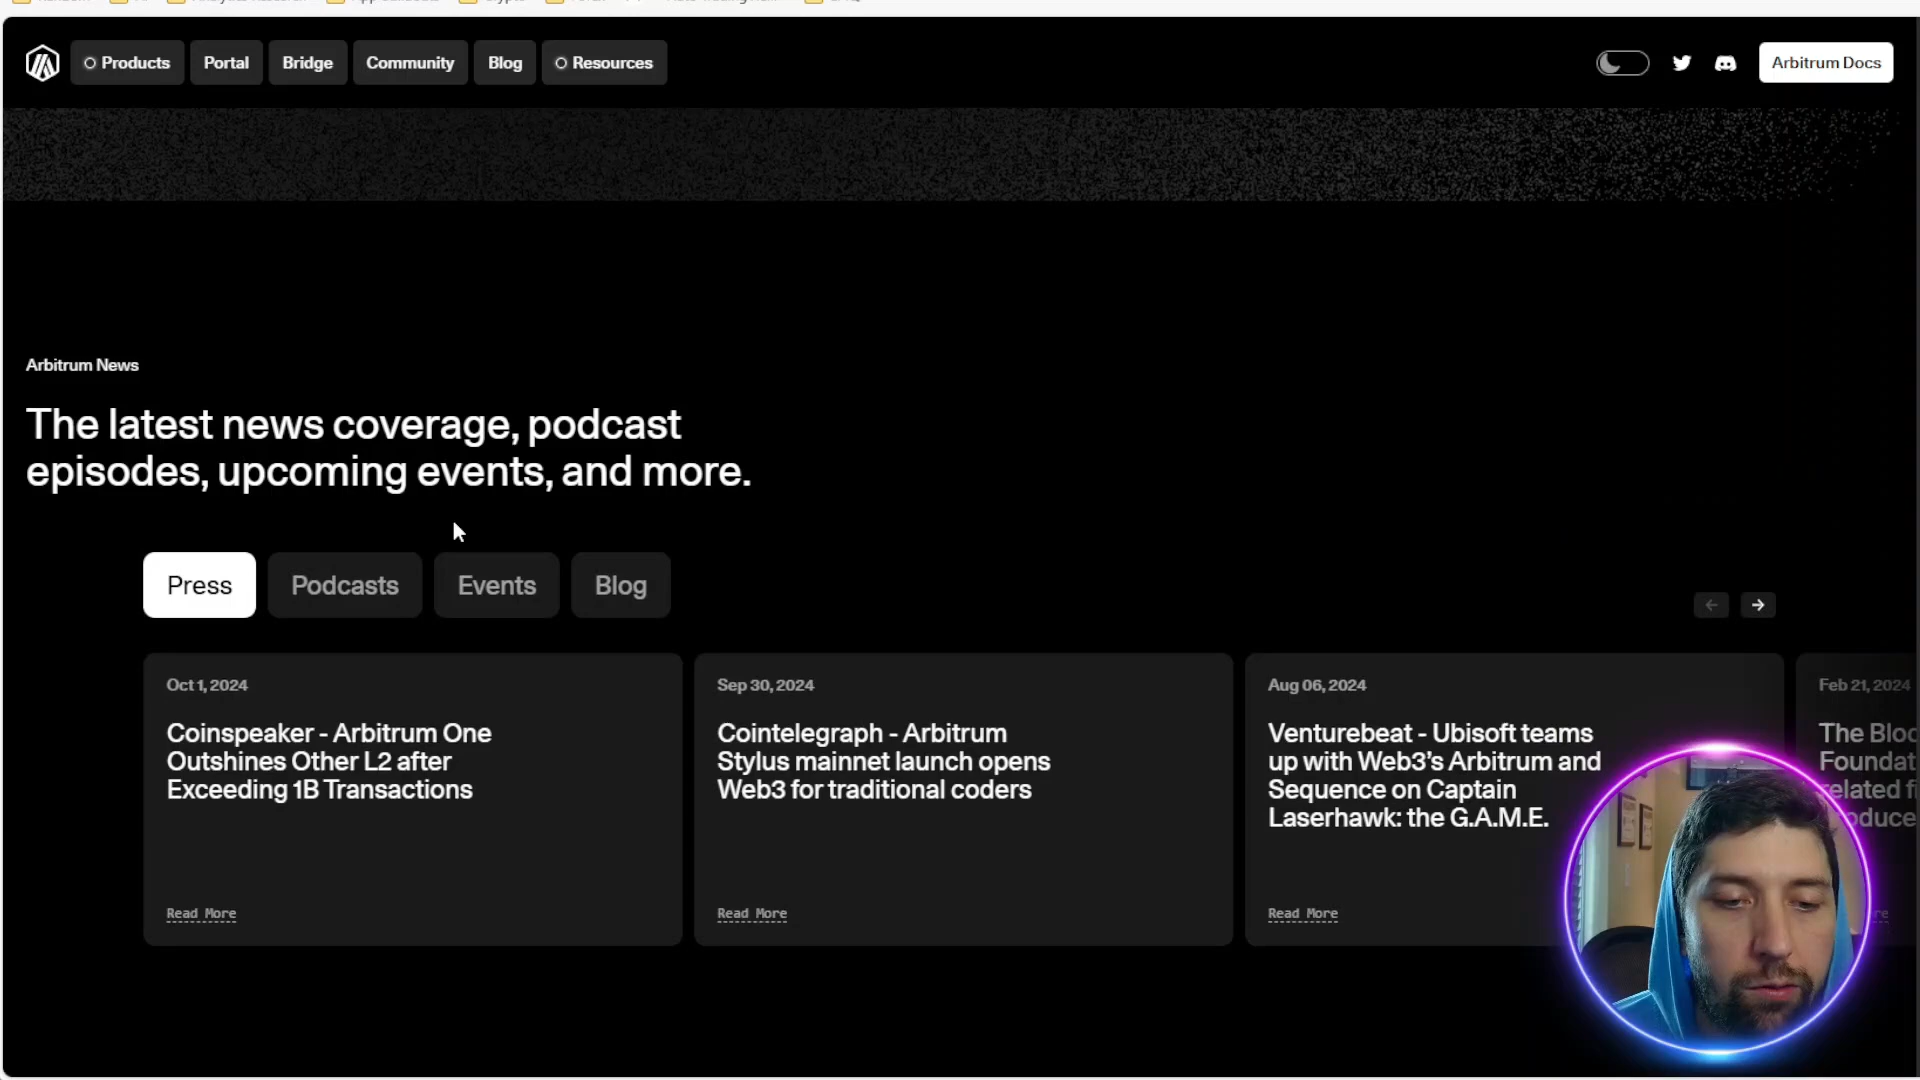 Products
Portal
Bridge
Community
Blog
Resources
Arbitrum Docs
Arbitrum News
The latest news coverage, podcast
episodes, upcoming events, and more.
Press
Podcasts
Events
Blog
Oct 1, 2024
Coinspeaker - Arbitrum One
Outshines Other L2 after
Exceeding 1B Transactions
Read More
Sep 30, 2024
Cointelegraph - Arbitrum
Stylus mainnet launch opens
Web3 for traditional coders
Read More
Aug 06, 2024
Venturebeat - Ubisoft teams
up with Web3's Arbitrum and
Sequence on Captain
Laserhawk: the G.A.M.E.
Read More
Feb 21, 2024
The